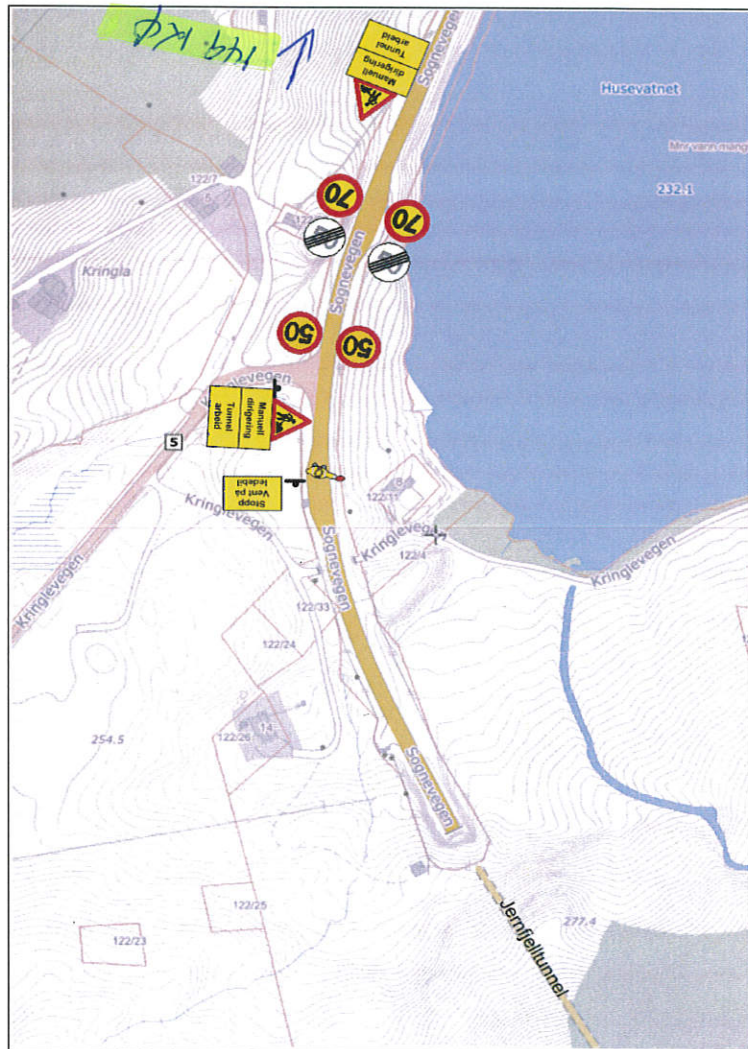 Sognevegen
Manuell
dirigering
Tunnel
arbeid
Husevatnet
232.1
122/7
5
70
70
Sognevegen
Kringla
50
50
Manuell
dirigering
Tunnel
arbeid
5
Stopp
Vent på
ledebil
8
122/11
Kringlevegen
Kringlevegen
122/4
Kringlevegen
Kringlevegen
Sognevegen
122/33
122/24
14
122/26
254.5
Sognevegen
122/25
122/23
277.4
Jernfjelltunnel